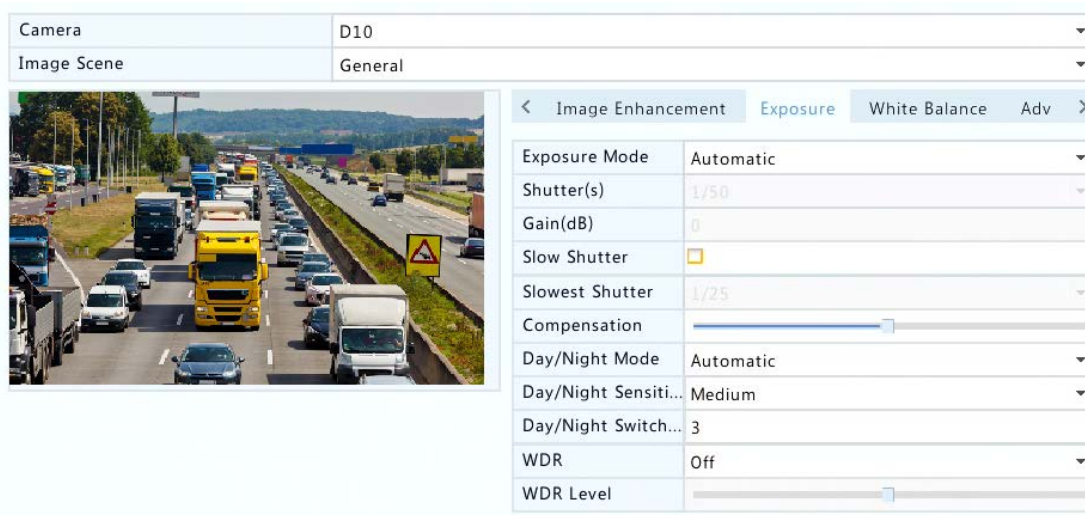 Camera D10
Image Scene General
Image Enhancement Exposure White Balance Adv
Exposure Mode Automatic
Shutter(s) 1/50
Gain(dB) 0
Slow Shutter
Slowest Shutter 1/25
Compensation
Day/Night Mode Automatic
Day/Night Sensiti... Medium
Day/Night Switch... 3
WDR Off
WDR Level